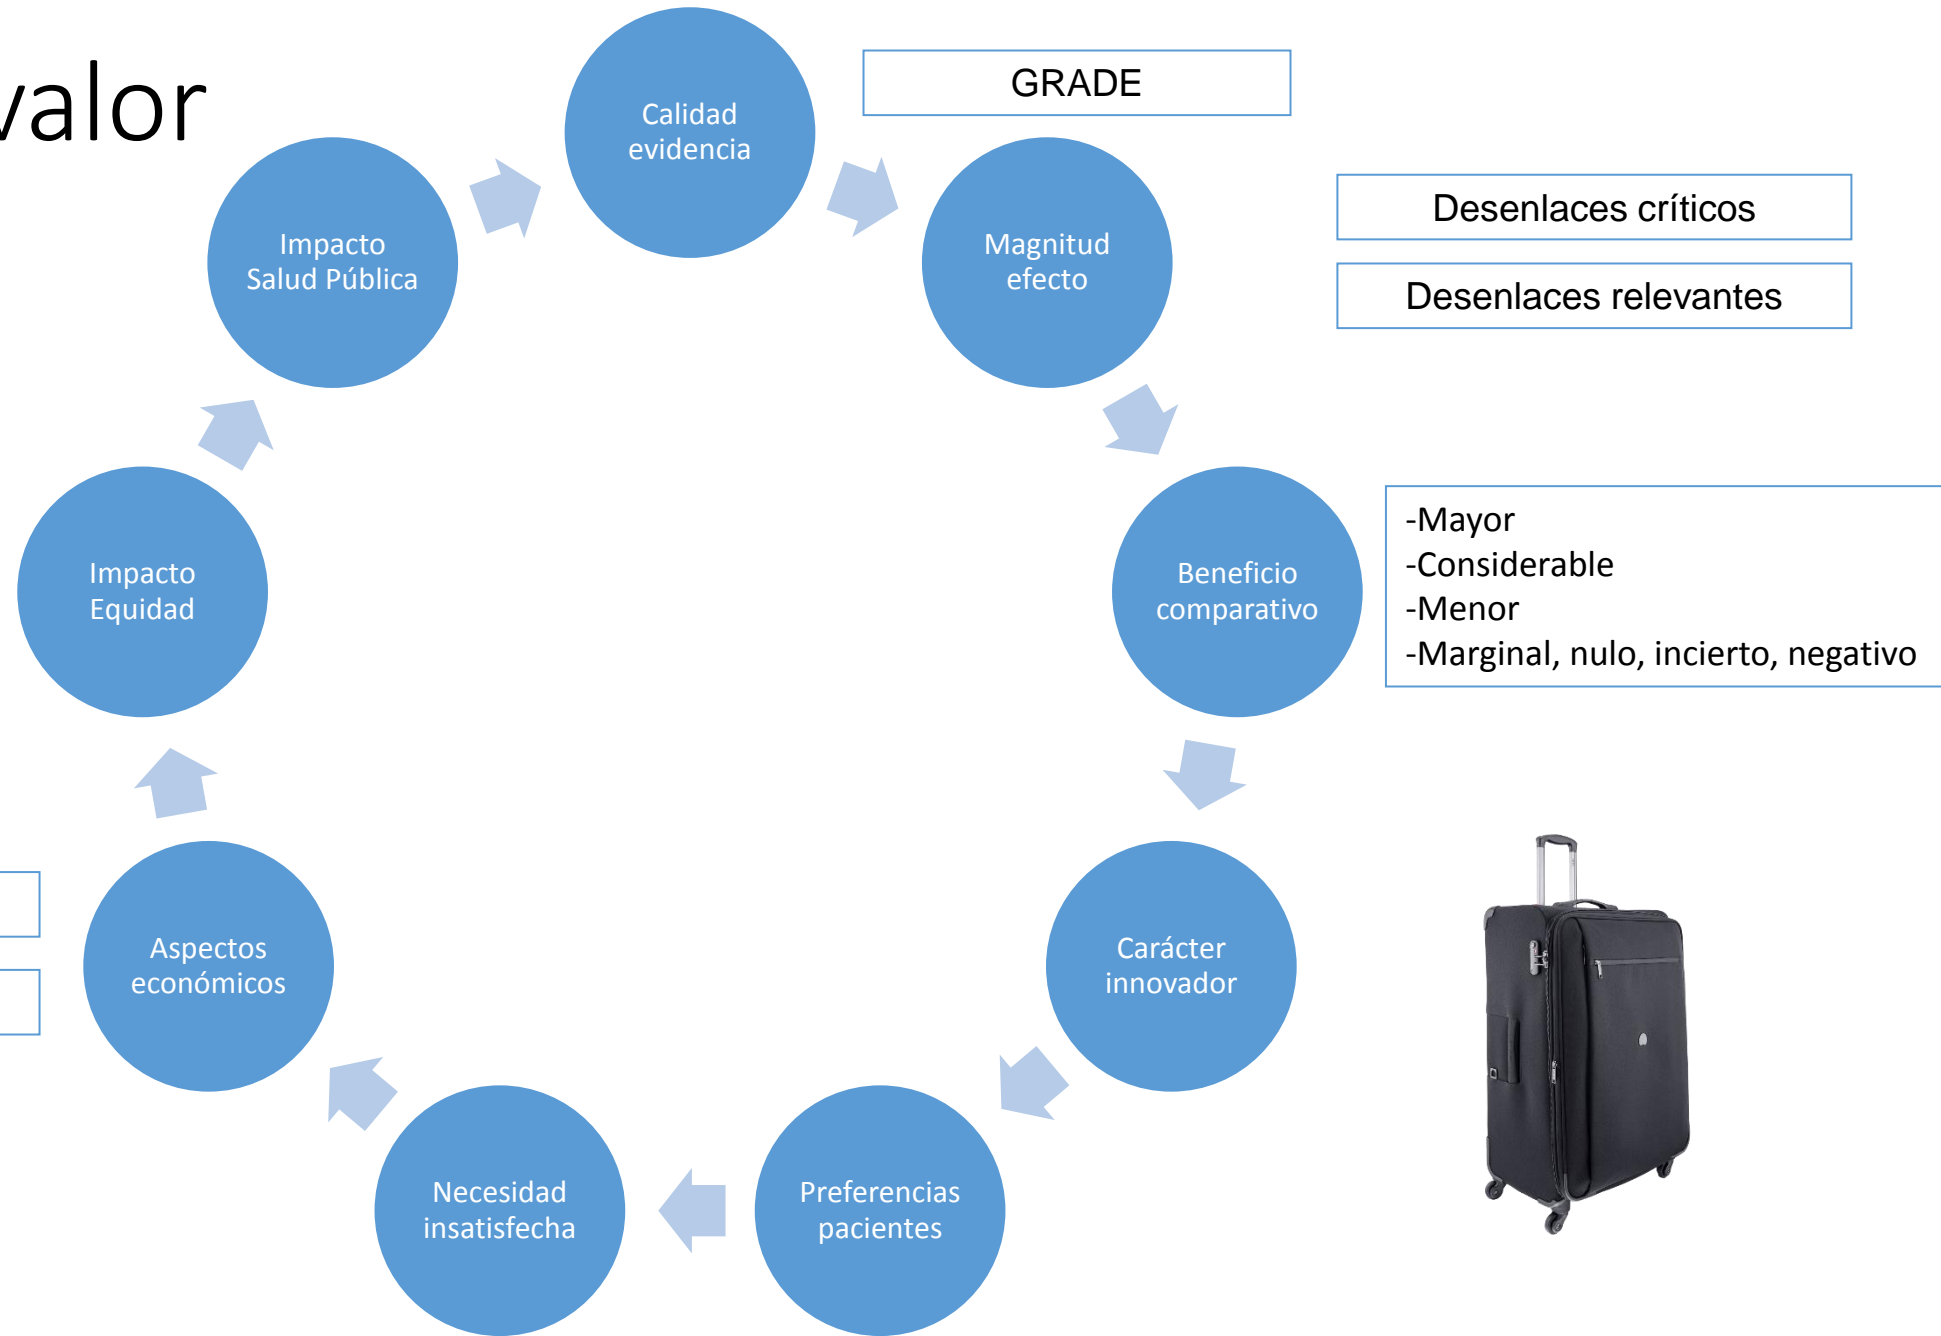 valor
Calidad
evidencia
GRADE
Magnitud
efecto
Desenlaces críticos
Desenlaces relevantes
Beneficio
comparativo
-Mayor
-Considerable
-Menor
-Marginal, nulo, incierto, negativo
Carácter
innovador
Preferencias
pacientes
Necesidad
insatisfecha
Aspectos
económicos
Impacto
Equidad
Impacto
Salud Pública